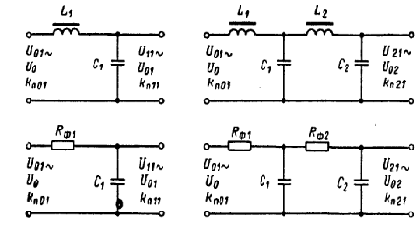 L₁
L₁
L₂
U₀₁~
U₀
kп01
C₁
U₁₁~
U₀₁
kп11
U₀₁~
U₀
kп01
C₁
C₂
U₂₁~
U₀₂
kп21
Rф1
U₀₁~
U₀
kп01
C₁
U₁₁~
U₀₁
kп11
Rф1
Rф2
U₀₁~
U₀
kп01
C₁
C₂
U₂₁~
U₀₂
kп21